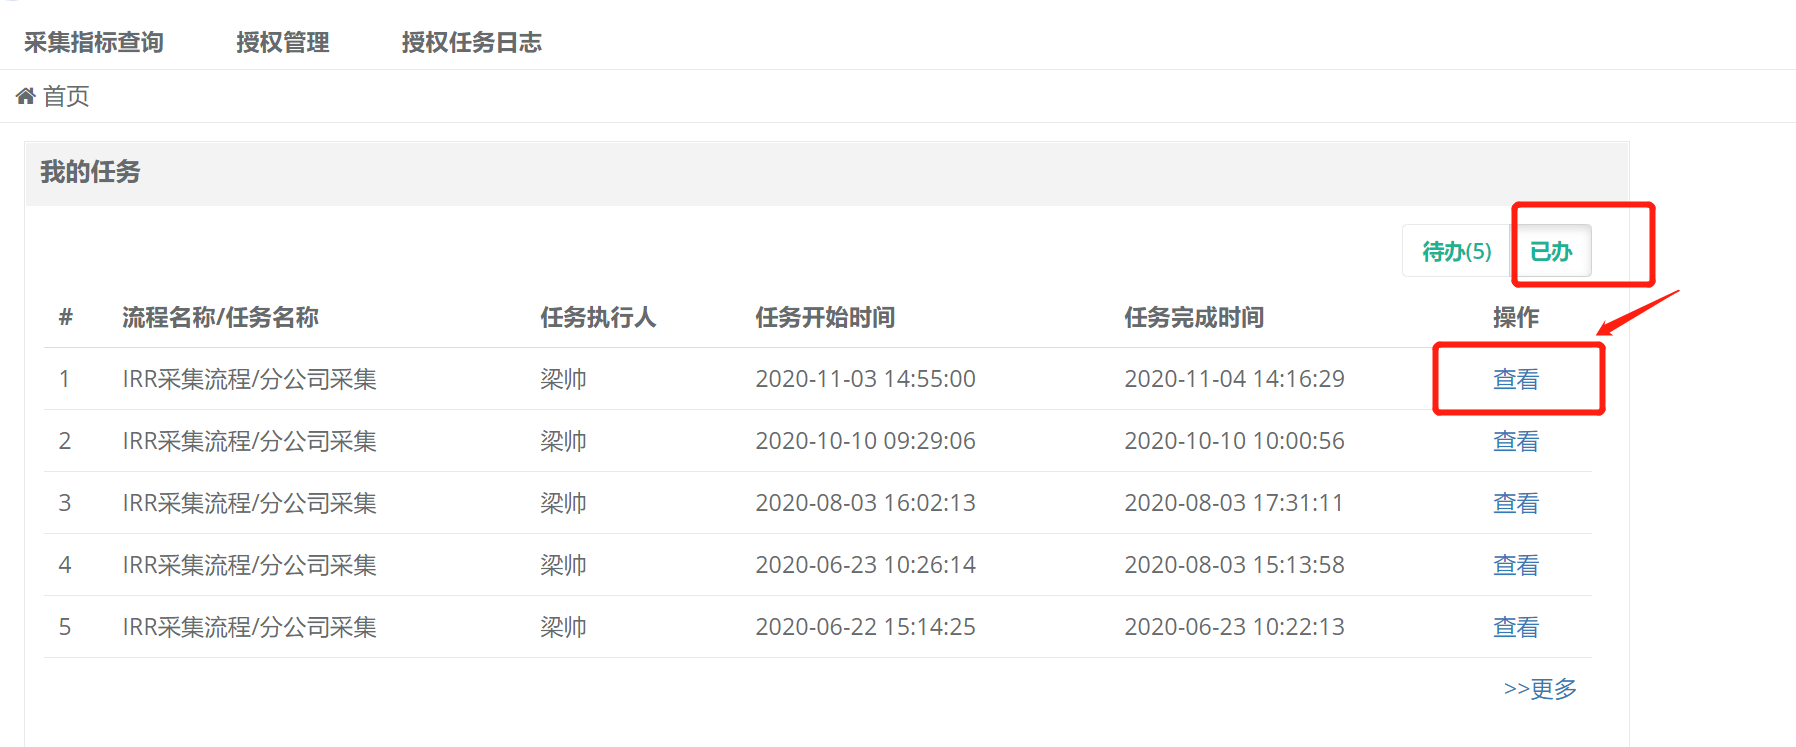 采集指标查询 授权管理 授权任务日志
首页
我的任务
待办(5) 已办
# 流程名称/任务名称 任务执行人 任务开始时间 任务完成时间 操作
1 IRR采集流程/分公司采集 梁帅 2020-11-03 14:55:00 2020-11-04 14:16:29 查看
2 IRR采集流程/分公司采集 梁帅 2020-10-10 09:29:06 2020-10-10 10:00:56 查看
3 IRR采集流程/分公司采集 梁帅 2020-08-03 16:02:13 2020-08-03 17:31:11 查看
4 IRR采集流程/分公司采集 梁帅 2020-06-23 10:26:14 2020-08-03 15:13:58 查看
5 IRR采集流程/分公司采集 梁帅 2020-06-22 15:14:25 2020-06-23 10:22:13 查看
>>更多